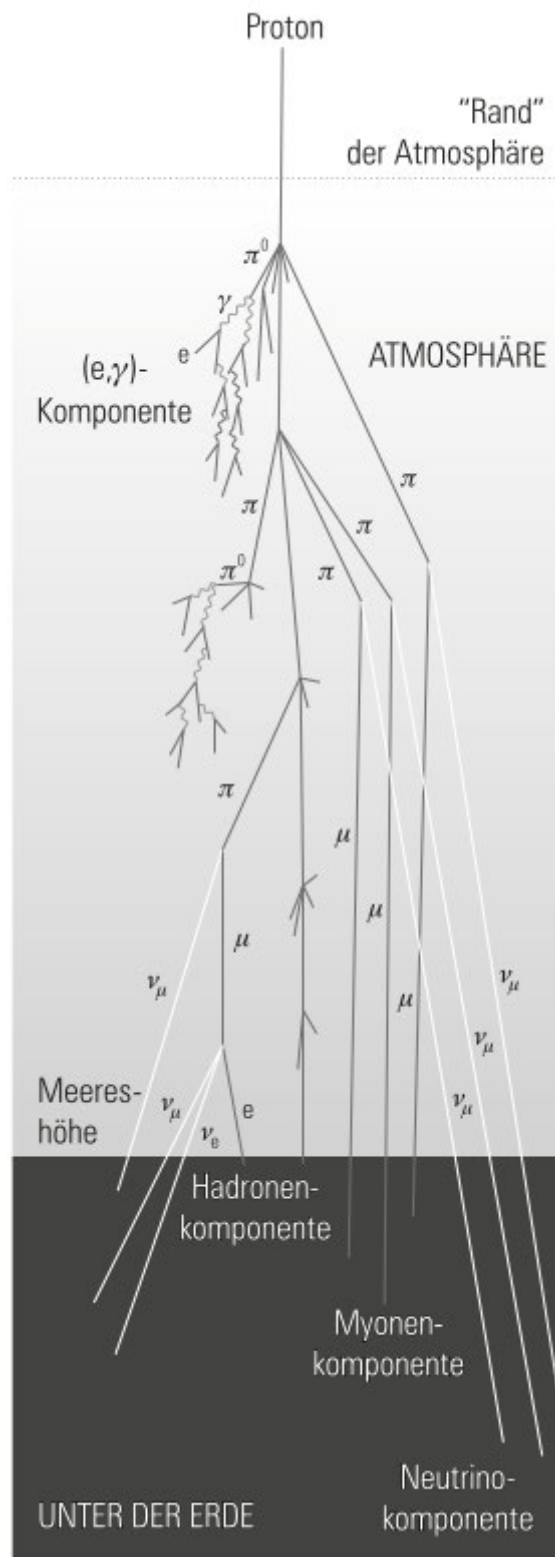 Proton
"Rand"
der Atmosphäre
π⁰
γ
e
(e,γ)-
Komponente
ATMOSPHÄRE
π
π
π
π
π⁰
π
μ
μ
μ
μ
ν_μ
ν_μ
ν_μ
ν_μ
Meeres-
höhe
ν_μ
ν_e
e
Hadronen-
komponente
Myonen-
komponente
Neutrino-
komponente
UNTER DER ERDE